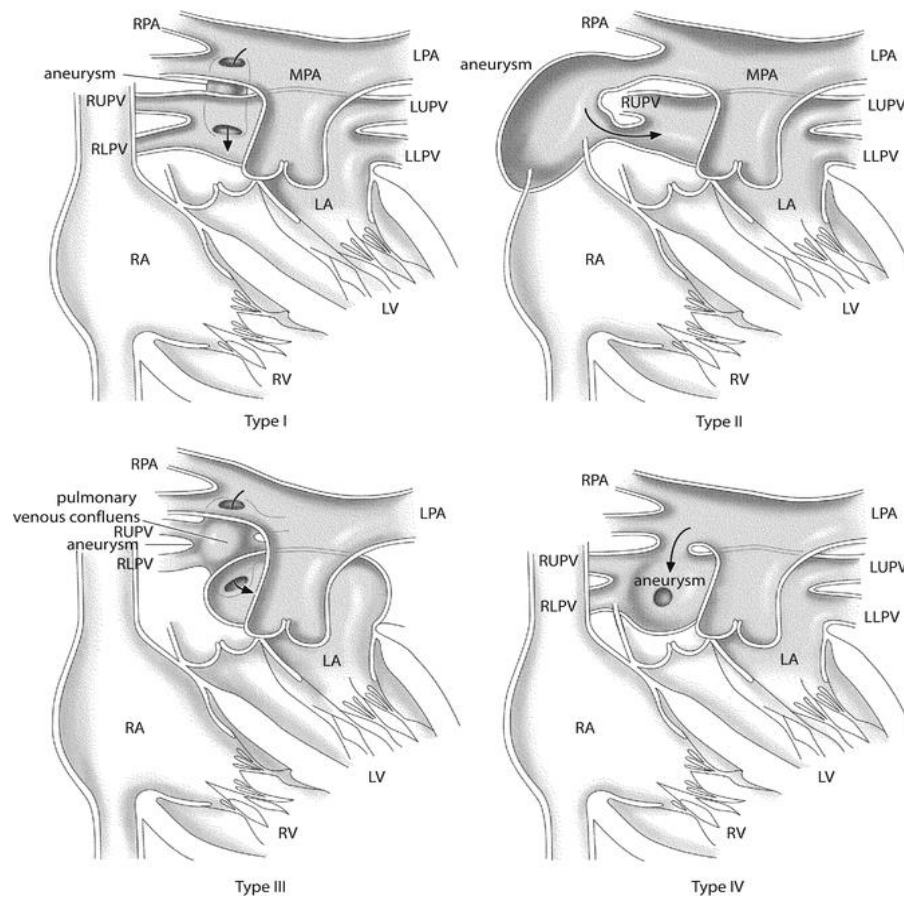 RPA
LPA
aneurysm
MPA
RUPV
LUPV
RLPV
LLPV
LA
RA
LV
RV
Type I
RPA
LPA
aneurysm
MPA
RUPV
LUPV
LLPV
LA
RA
LV
RV
Type II
RPA
pulmonary
venous confluens
LPA
RUPV
aneurysm
RLPV
LA
RA
LV
RV
Type III
RPA
LPA
RUPV
LUPV
aneurysm
RLPV
LLPV
LA
RA
LV
RV
Type IV